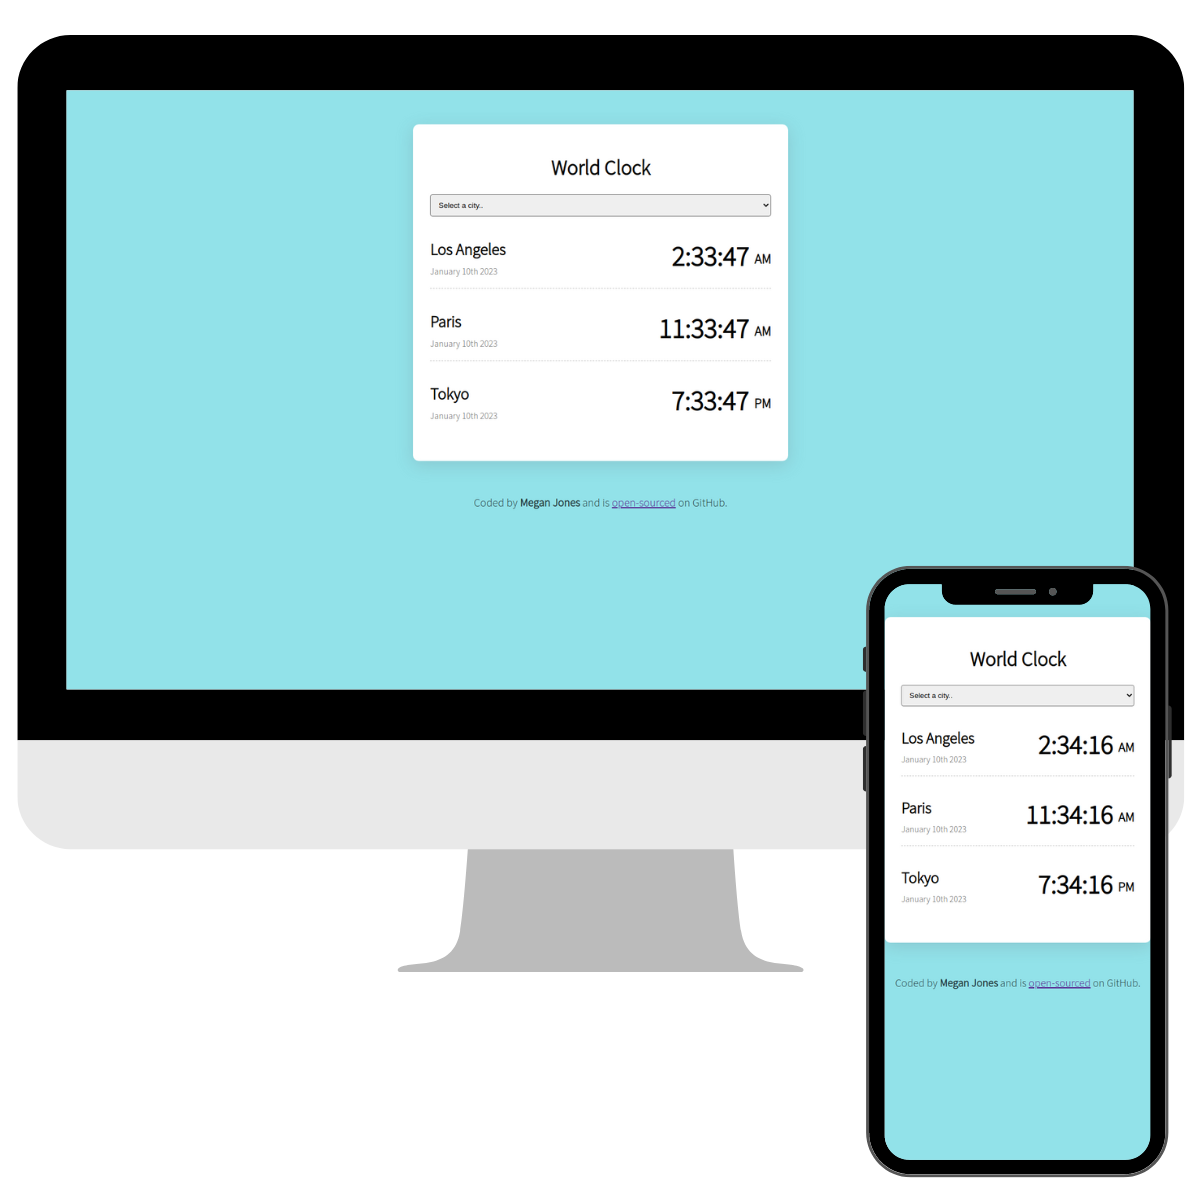 World Clock
Select a city..
Los Angeles
2:33:47 AM
January 10th 2023
Paris
11:33:47 AM
January 10th 2023
Tokyo
7:33:47 PM
January 10th 2023
Coded by Megan Jones and is open-sourced on GitHub.
World Clock
Select a city..
Los Angeles
2:34:16 AM
January 10th 2023
Paris
11:34:16 AM
January 10th 2023
Tokyo
7:34:16 PM
January 10th 2023
Coded by Megan Jones and is open-sourced on GitHub.